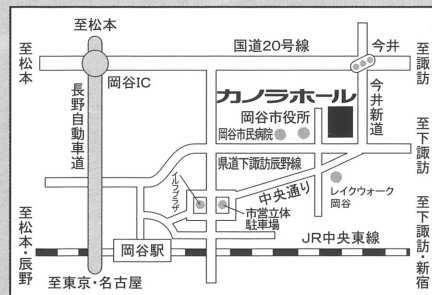 至松本
国道20号線
今井
至松本
岡谷IC
至諏訪
カノラホール
長野自動車道
岡谷市役所
岡谷市民病院
今井新道
県道下諏訪辰野線
至下諏訪
イルフプラザ
中央通り
レイクウォーク
岡谷
市営立体
駐車場
至松本・辰野
岡谷駅
JR中央東線
至下諏訪・新宿
至東京・名古屋